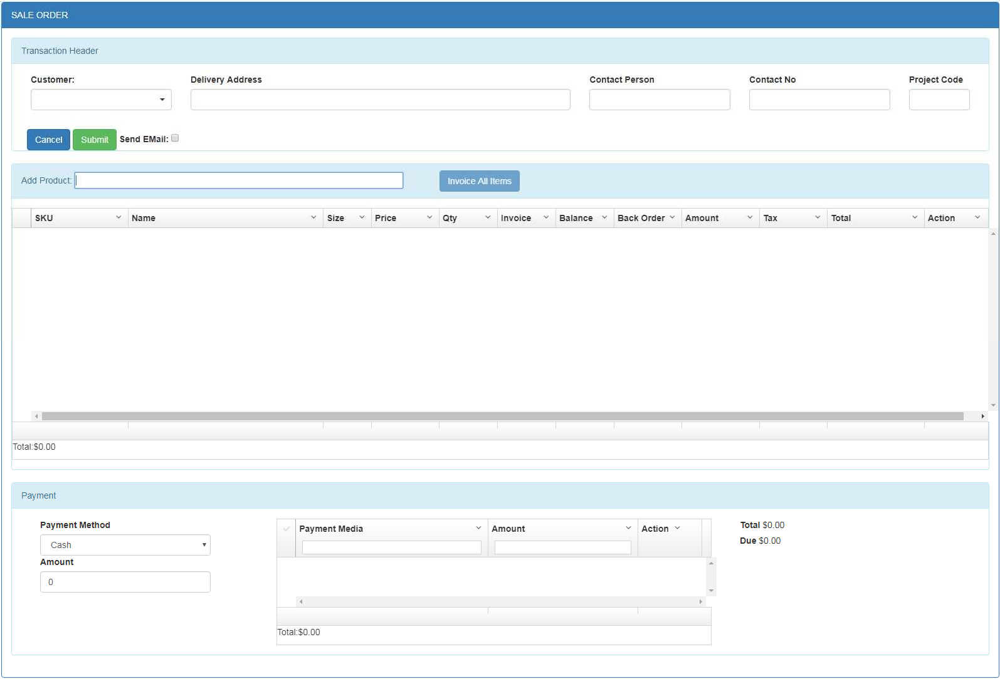 SALE ORDER
Transaction Header
Customer: Delivery Address Contact Person Contact No Project Code
Cancel Submit Send EMail:
Add Product: Invoice All Items
SKU Name Size Price Qty Invoice Balance Back Order Amount Tax Total Action
Total:$0.00
Payment
Payment Method
Cash
Amount
0
Payment Media Amount Action
Total:$0.00
Total $0.00
Due $0.00